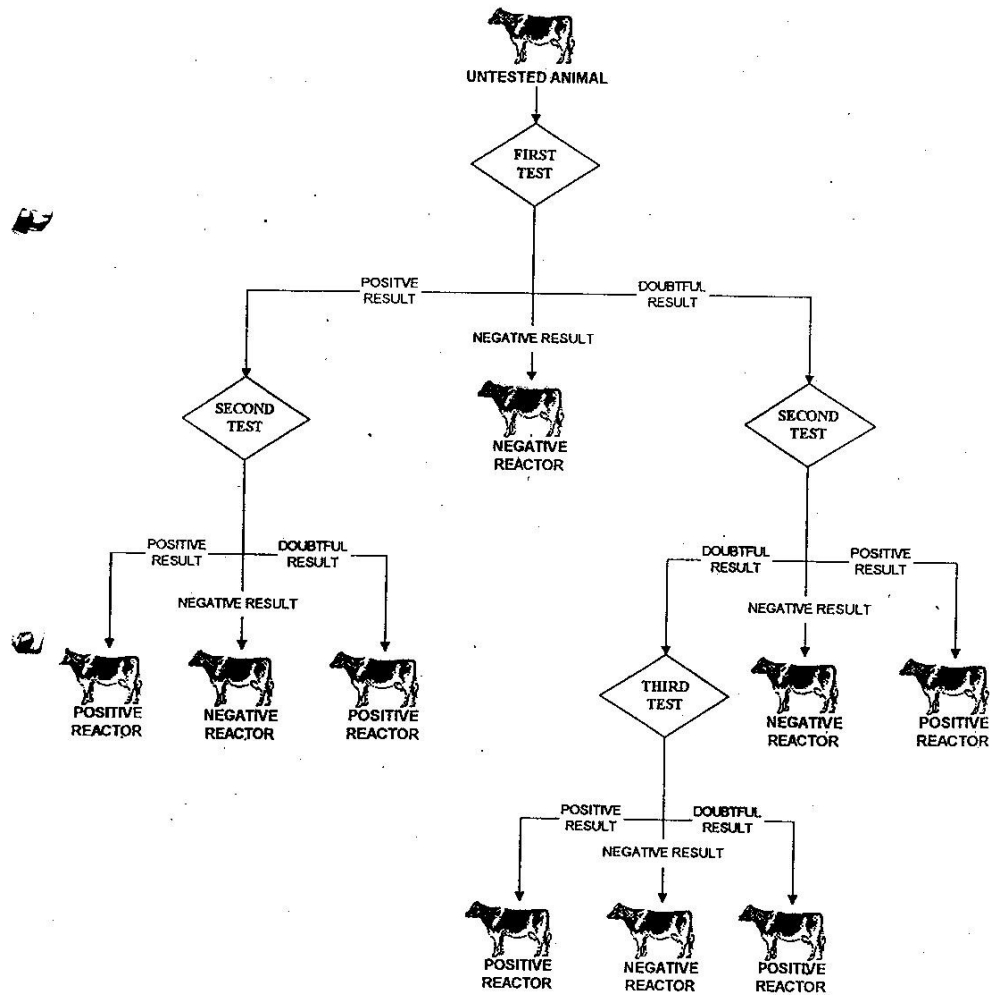 UNTESTED ANIMAL
FIRST
TEST
POSITIVE
RESULT
DOUBTFUL
RESULT
NEGATIVE RESULT
SECOND
TEST
NEGATIVE
REACTOR
SECOND
TEST
POSITIVE
RESULT
DOUBTFUL
RESULT
NEGATIVE RESULT
DOUBTFUL
RESULT
POSITIVE
RESULT
NEGATIVE RESULT
POSITIVE
REACTOR
NEGATIVE
REACTOR
POSITIVE
REACTOR
THIRD
TEST
NEGATIVE
REACTOR
POSITIVE
REACTOR
POSITIVE
RESULT
DOUBTFUL
RESULT
NEGATIVE RESULT
POSITIVE
REACTOR
NEGATIVE
REACTOR
POSITIVE
REACTOR